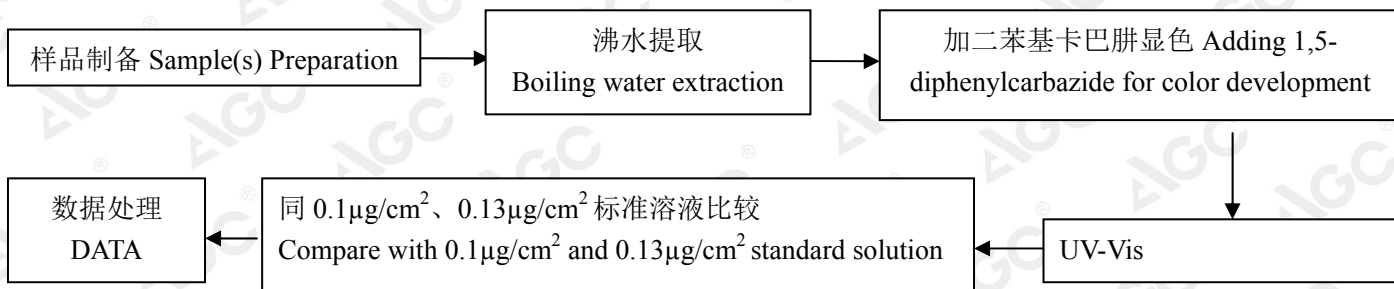 样品制备 Sample(s) Preparation
沸水提取
Boiling water extraction
加二苯基卡巴肼显色 Adding 1,5-
diphenylcarbazide for color development
UV-Vis
同 0.1µg/cm²、0.13µg/cm² 标准溶液比较
Compare with 0.1µg/cm² and 0.13µg/cm² standard solution
数据处理
DATA
AGC